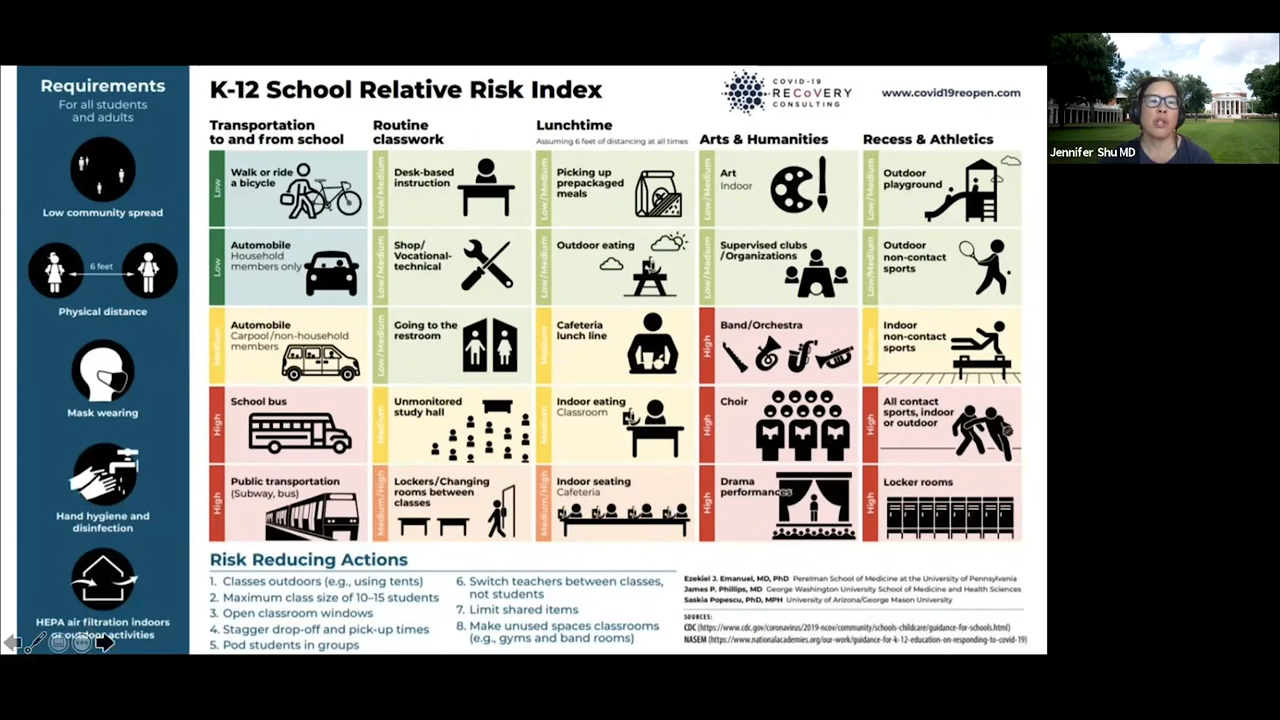 Requirements
For all students
and adults
Low community spread
6 feet
Physical distance
Mask wearing
Hand hygiene and
disinfection
HEPA air filtration indoors
or outdoor activities
K-12 School Relative Risk Index
COVID-19
RECOVERY
CONSULTING
www.covid19reopen.com
Transportation
to and from school
Low
Walk or ride
a bicycle
Low
Automobile
Household
members only
Medium
Automobile
Carpool/non-household
members
High
School bus
High
Public transportation
(Subway, bus)
Routine
classwork
Low/Medium
Desk-based
instruction
Low/Medium
Shop/
Vocational-
technical
Low/Medium
Going to the
restroom
Medium
Unmonitored
study hall
Medium/High
Lockers/Changing
rooms between
classes
Lunchtime
Assuming 6 feet of distancing at all times
Low/Medium
Picking up
prepackaged
meals
Low/Medium
Outdoor eating
Medium
Cafeteria
lunch line
Medium
Indoor eating
Classroom
Medium/High
Indoor seating
Cafeteria
Arts & Humanities
Low/Medium
Art
Indoor
Low/Medium
Supervised clubs
/Organizations
High
Band/Orchestra
High
Choir
High
Drama
performances
Recess & Athletics
Low/Medium
Outdoor
playground
Low/Medium
Outdoor
non-contact
sports
Medium
Indoor
non-contact
sports
High
All contact
sports, indoor
or outdoor
High
Locker rooms
Risk Reducing Actions
1. Classes outdoors (e.g., using tents)
2. Maximum class size of 10–15 students
3. Open classroom windows
4. Stagger drop-off and pick-up times
5. Pod students in groups
6. Switch teachers between classes,
not students
7. Limit shared items
8. Make unused spaces classrooms
(e.g., gyms and band rooms)
Ezekiel J. Emanuel, MD, PhD Perelman School of Medicine at the University of Pennsylvania
James P. Phillips, MD George Washington University School of Medicine and Health Sciences
Saskia Popescu, PhD, MPH University of Arizona/George Mason University
SOURCES:
CDC (https://www.cdc.gov/coronavirus/2019-ncov/community/schools-childcare/guidance-for-schools.html)
NASEM (https://www.nationalacademies.org/our-work/guidance-for-k-12-education-on-responding-to-covid-19)
Jennifer Shu MD